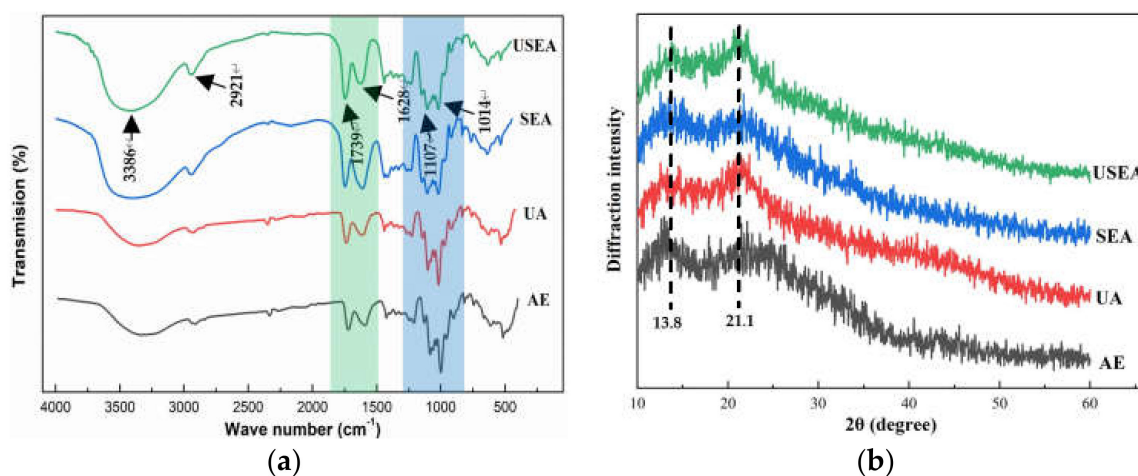 USEA
2921↵
1628↵
1014↵
SEA
3386↵
1739↵
1107↵
UA
AE
Transmision (%)
4000 3500 3000 2500 2000 1500 1000 500
Wave number (cm⁻¹)
(a)
Diffraction intensity
USEA
SEA
UA
13.8 21.1
AE
10 20 30 40 50 60
2θ (degree)
(b)